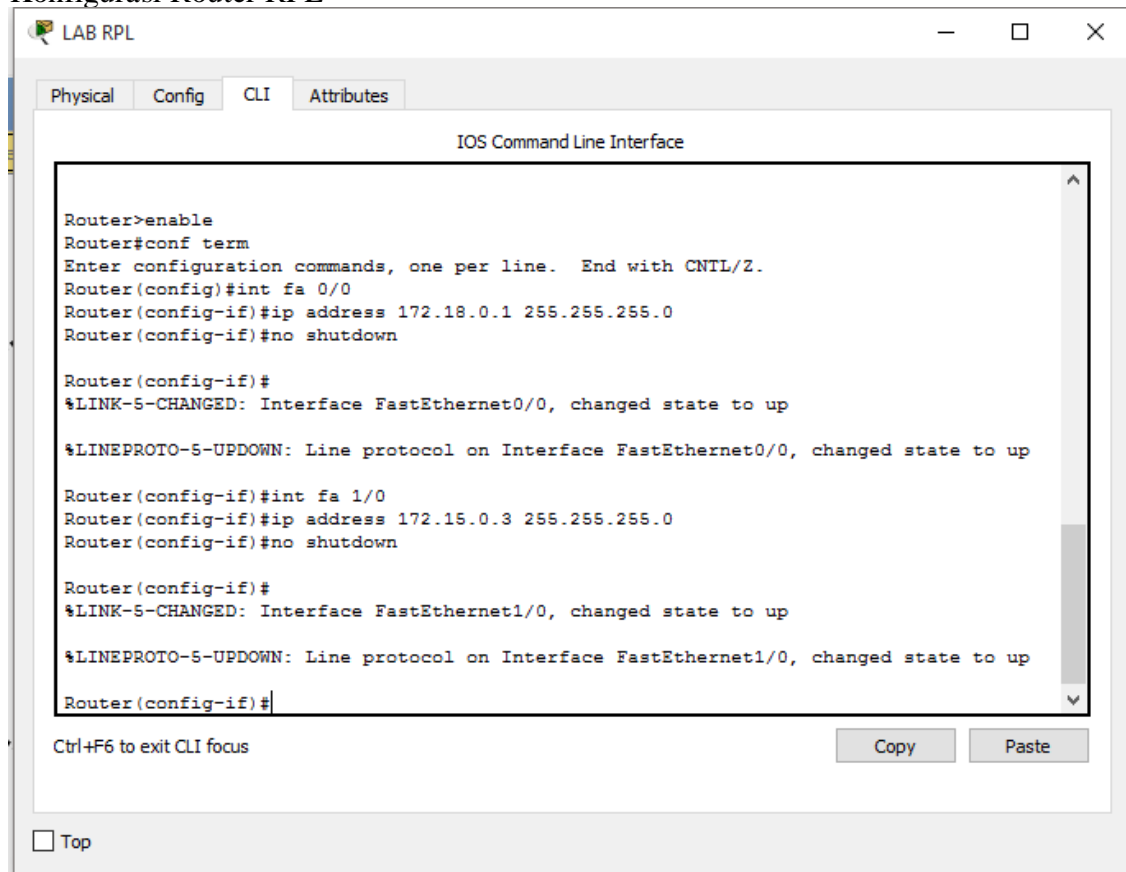 Konfigurasi Router RPL
LAB RPL
Physical Config CLI Attributes
IOS Command Line Interface
Router>enable
Router#conf term
Enter configuration commands, one per line.  End with CNTL/Z.
Router(config)#int fa 0/0
Router(config-if)#ip address 172.18.0.1 255.255.255.0
Router(config-if)#no shutdown
Router(config-if)#
%LINK-5-CHANGED: Interface FastEthernet0/0, changed state to up
%LINEPROTO-5-UPDOWN: Line protocol on Interface FastEthernet0/0, changed state to up
Router(config-if)#int fa 1/0
Router(config-if)#ip address 172.15.0.3 255.255.255.0
Router(config-if)#no shutdown
Router(config-if)#
%LINK-5-CHANGED: Interface FastEthernet1/0, changed state to up
%LINEPROTO-5-UPDOWN: Line protocol on Interface FastEthernet1/0, changed state to up
Router(config-if)#
Ctrl+F6 to exit CLI focus
Copy Paste
Top